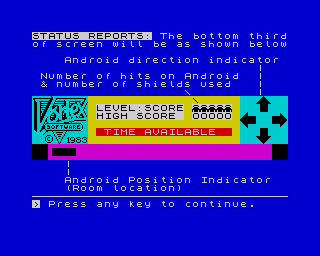 STATUS REPORTS: The bottom third
of screen will be as shown below
Android direction indicator
Number of hits on Android
& number of shields used
VORTEX
SOFTWARE
© 1983
LEVEL:SCORE
HIGH SCORE 00000
TIME AVAILABLE
Android Position Indicator
(Room location)
> Press any key to continue.